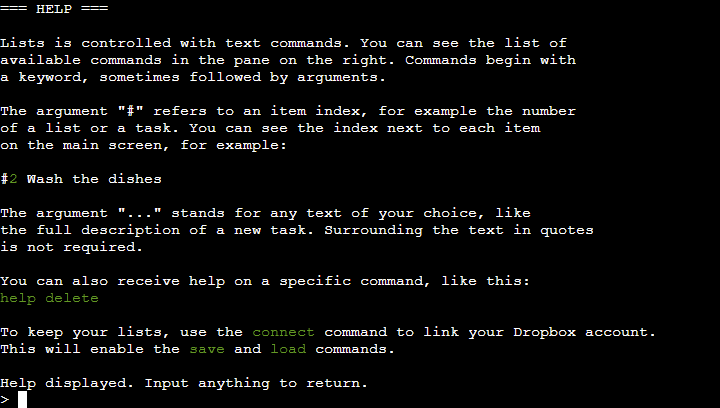 === HELP ===
Lists is controlled with text commands. You can see the list of
available commands in the pane on the right. Commands begin with
a keyword, sometimes followed by arguments.
The argument "#" refers to an item index, for example the number
of a list or a task. You can see the index next to each item
on the main screen, for example:
#2 Wash the dishes
The argument "..." stands for any text of your choice, like
the full description of a new task. Surrounding the text in quotes
is not required.
You can also receive help on a specific command, like this:
help delete
To keep your lists, use the connect command to link your Dropbox account.
This will enable the save and load commands.
Help displayed. Input anything to return.
>